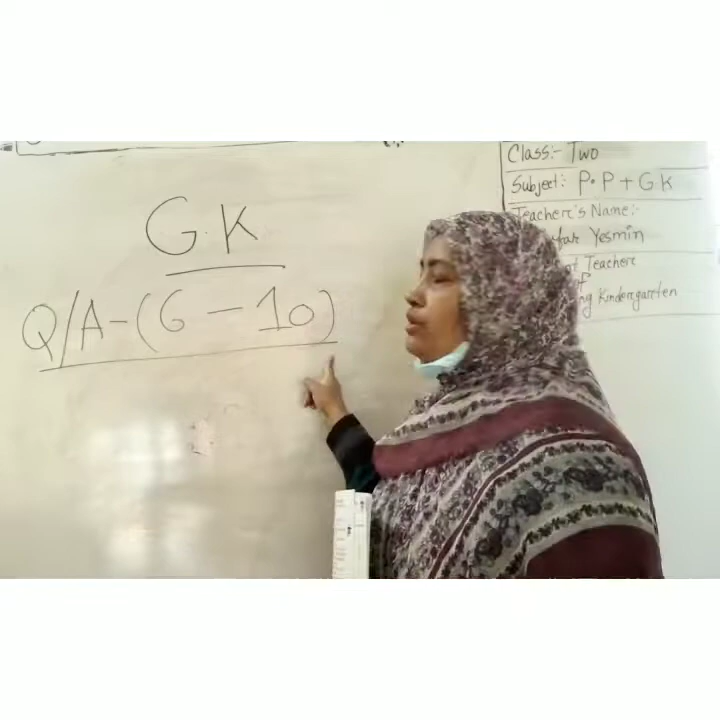 G.K
Q/A-(6-10)
Class:- Two
Subject: P.P + G.K
Teacher's Name:-
Yesmin
Teacher
Kindergarten